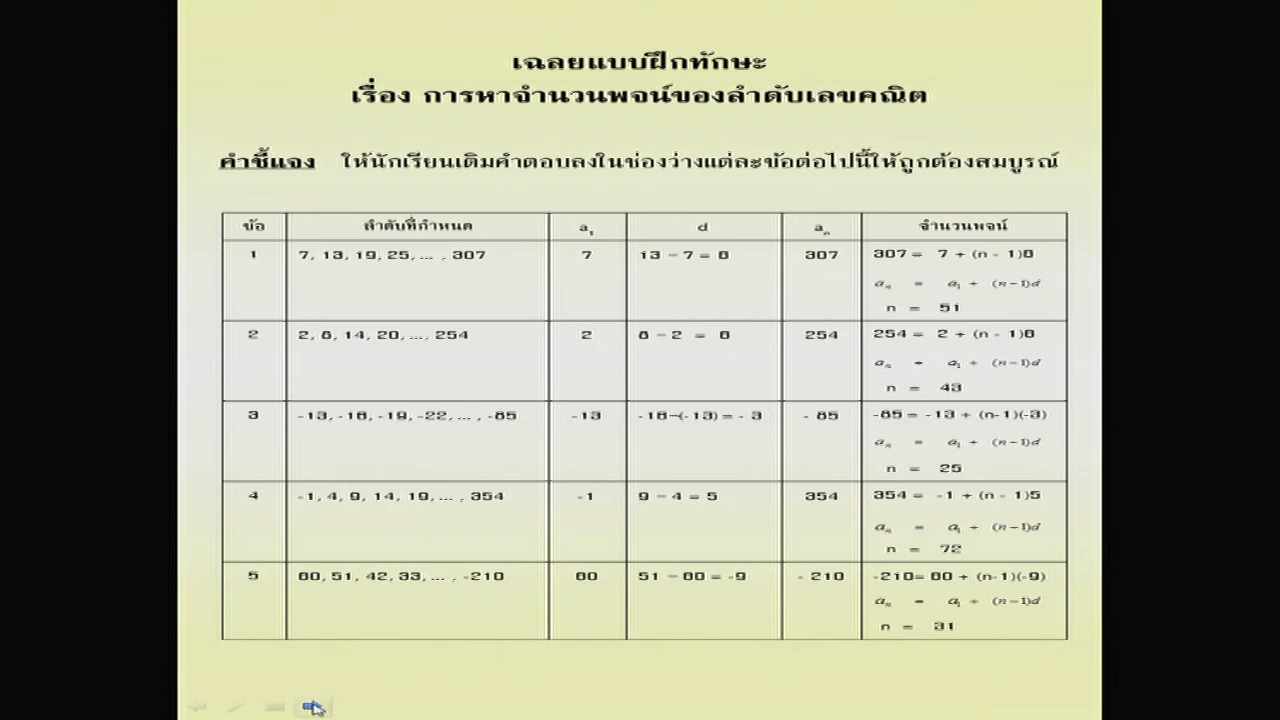 เฉลยแบบฝึกทักษะ
เรื่อง การหาจำนวนพจน์ของลำดับเลขคณิต
คำชี้แจง ให้นักเรียนเติมคำตอบลงในช่องว่างแต่ละข้อต่อไปนี้ให้ถูกต้องสมบูรณ์
ข้อ ลำดับที่กำหนด a₁ d aₙ จำนวนพจน์
1 7, 13, 19, 25, ... , 307 7 13 - 7 = 6 307 307 = 7 + (n - 1)6
aₙ = a₁ + (n-1)d
n = 51
2 2, 8, 14, 20, ..., 254 2 8 - 2 = 6 254 254 = 2 + (n - 1)6
aₙ = a₁ + (n-1)d
n = 43
3 -13, -16, -19, -22, ... , -85 -13 -16-(-13) = - 3 - 85 -85 = -13 + (n-1)(-3)
aₙ = a₁ + (n-1)d
n = 25
4 -1, 4, 9, 14, 19, ... , 354 -1 9 - 4 = 5 354 354 = -1 + (n - 1)5
aₙ = a₁ + (n-1)d
n = 72
5 60, 51, 42, 33, ... , -210 60 51 - 60 = -9 - 210 -210= 60 + (n-1)(-9)
aₙ = a₁ + (n-1)d
n = 31